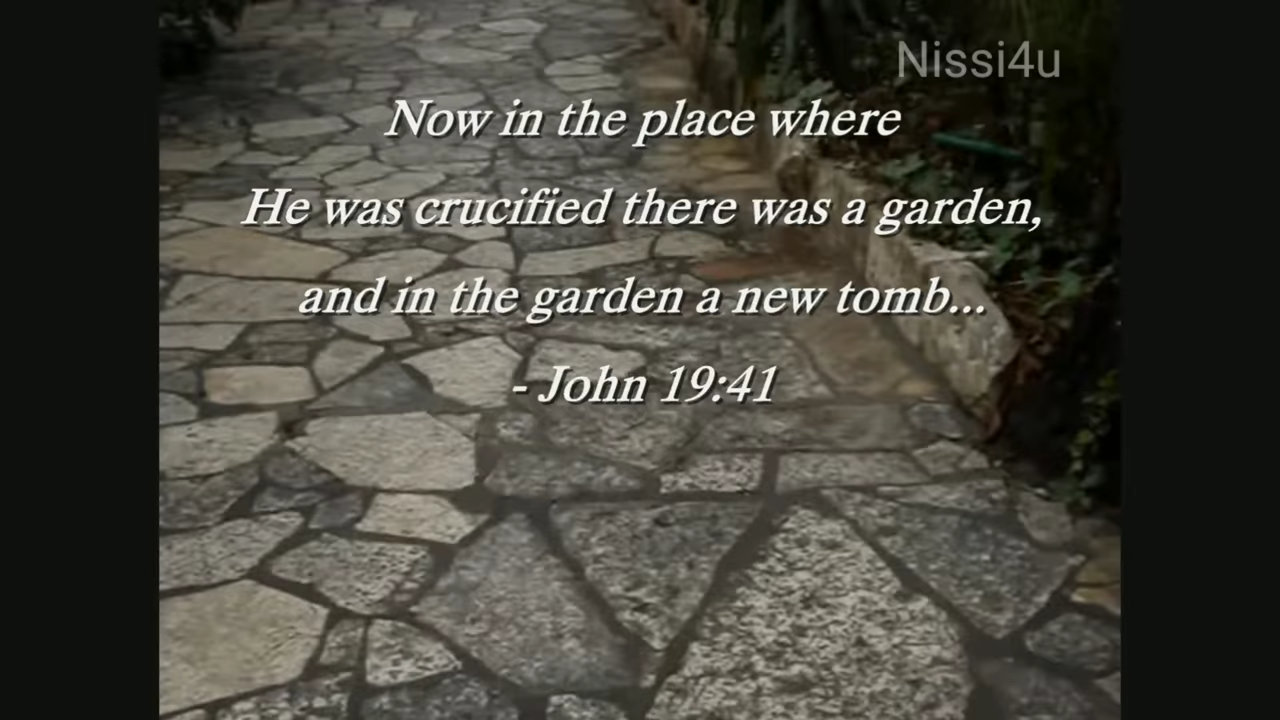 Nissi4u
Now in the place where
He was crucified there was a garden,
and in the garden a new tomb...
- John 19:41